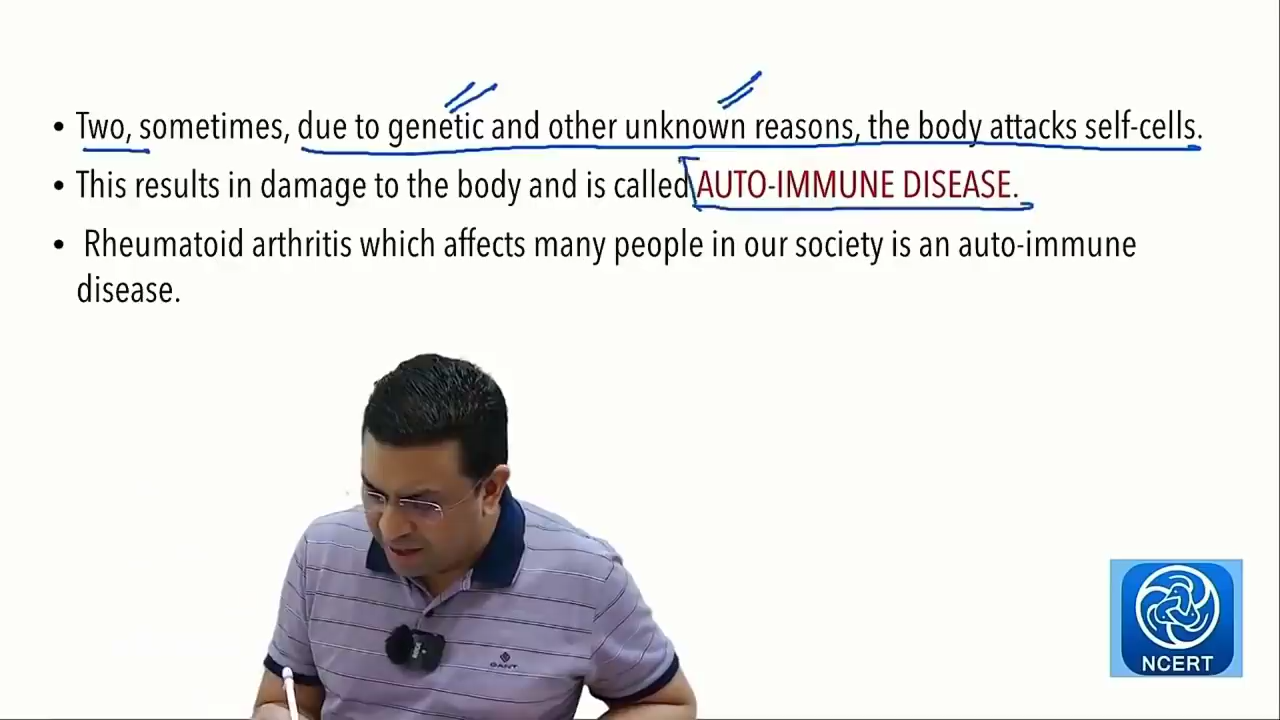 • Two, sometimes, due to genetic and other unknown reasons, the body attacks self-cells.
• This results in damage to the body and is called AUTO-IMMUNE DISEASE.
• Rheumatoid arthritis which affects many people in our society is an auto-immune
disease.
GANT
NCERT